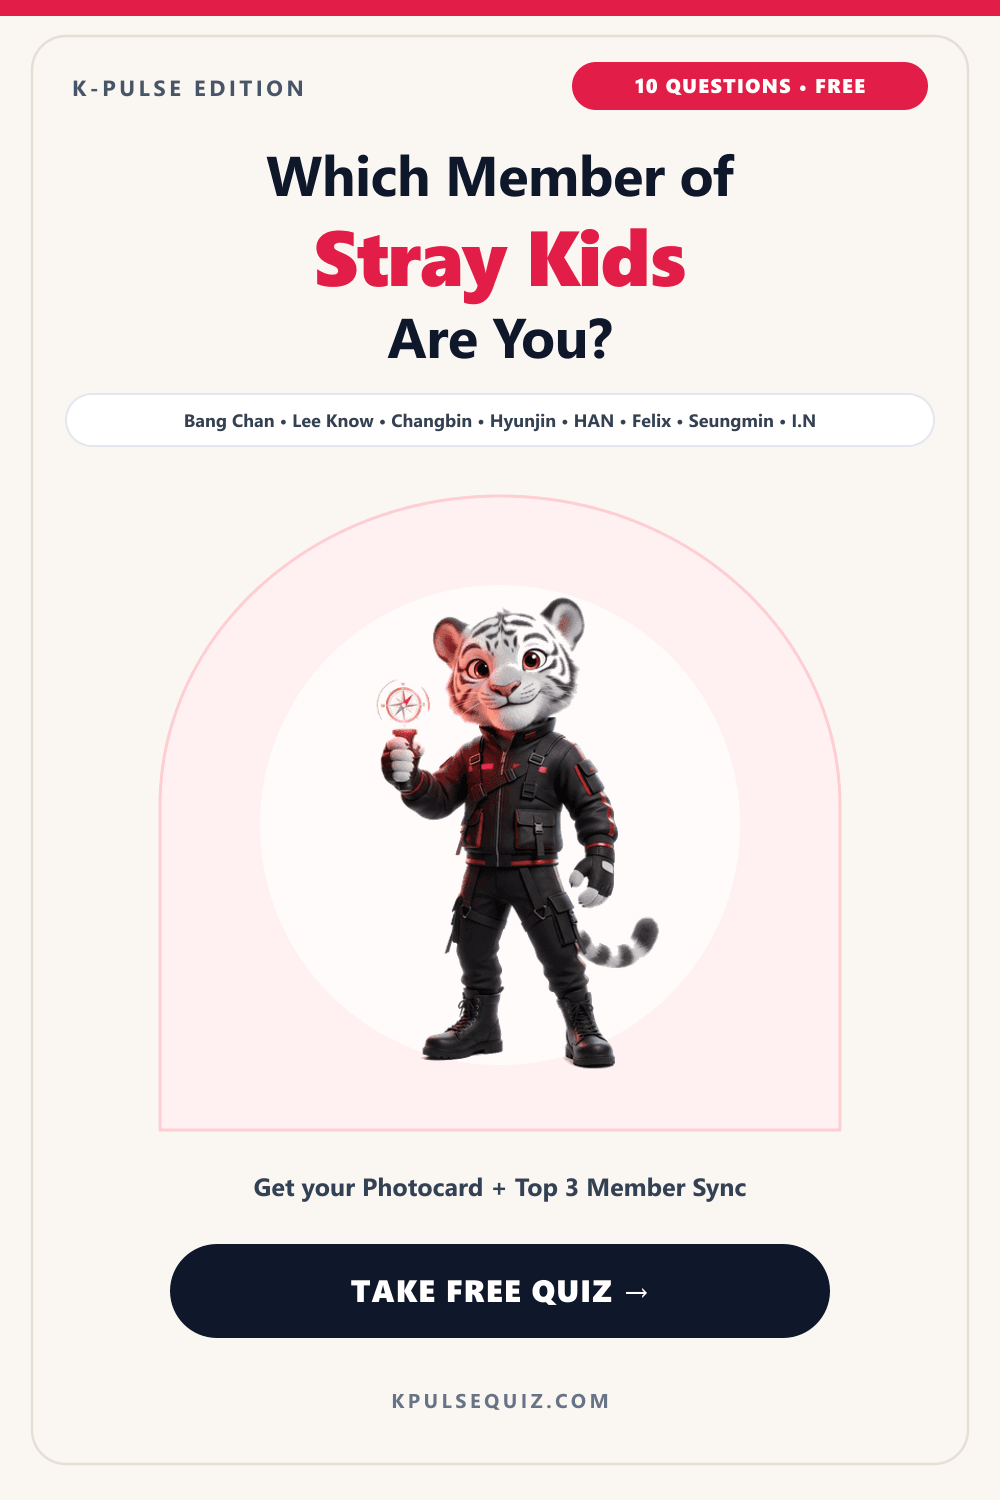 K-PULSE EDITION
10 QUESTIONS • FREE
Which Member of
Stray Kids
Are You?
Bang Chan • Lee Know • Changbin • Hyunjin • HAN • Felix • Seungmin • I.N
Get your Photocard + Top 3 Member Sync
TAKE FREE QUIZ →
KPULSEQUIZ.COM